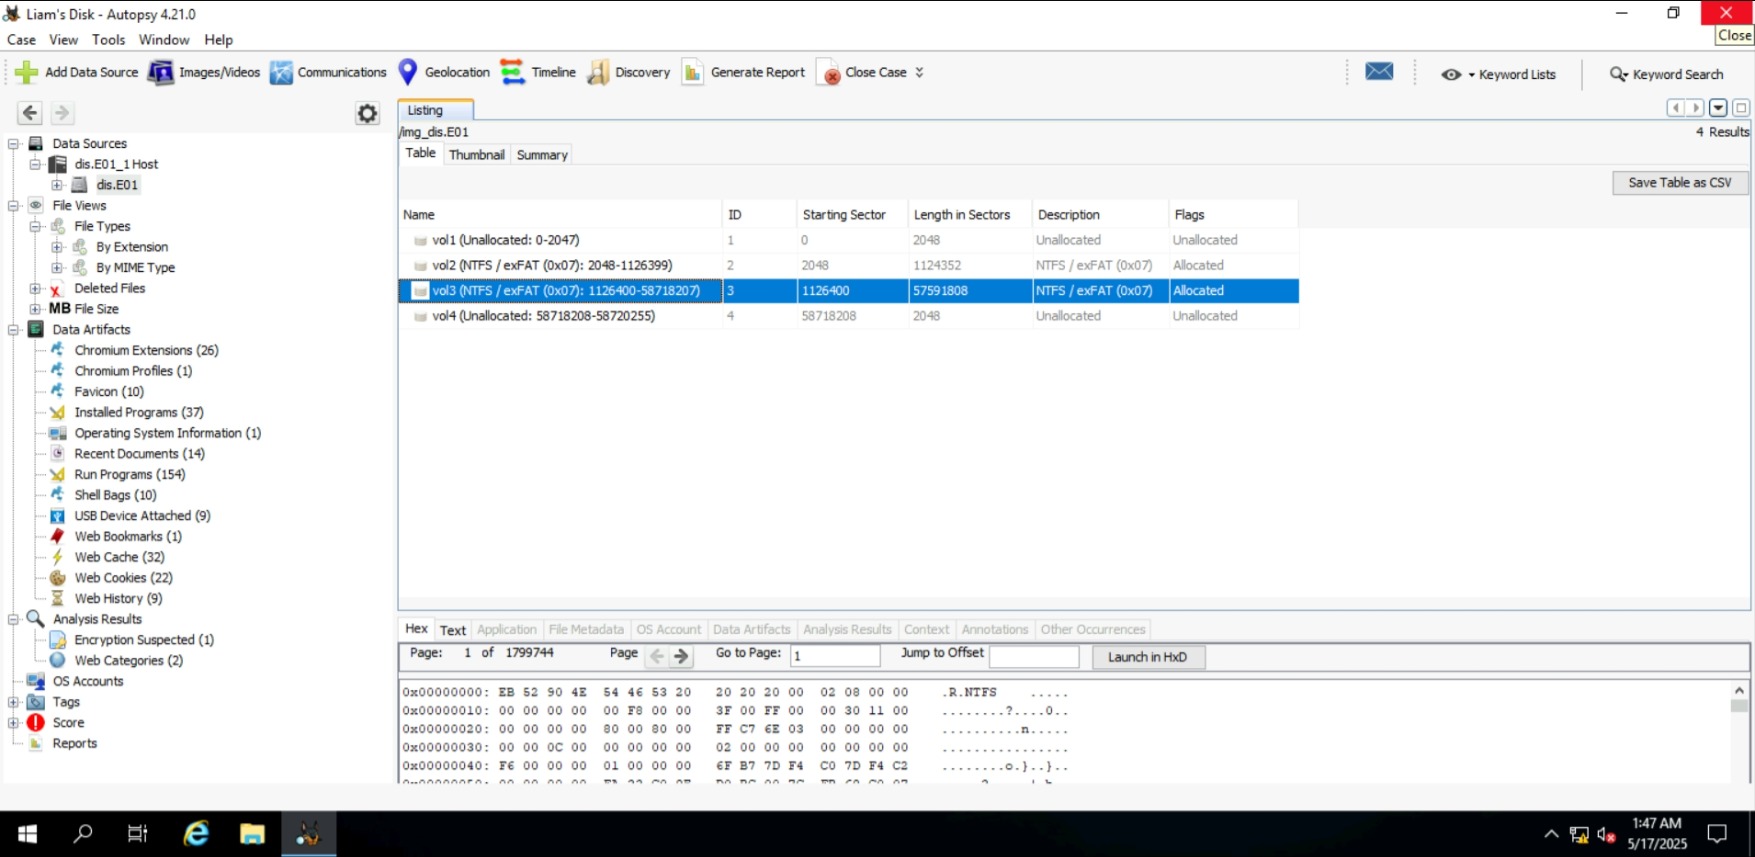 Liam's Disk - Autopsy 4.21.0
Close
Case View Tools Window Help
Add Data Source Images/Videos Communications Geolocation Timeline Discovery Generate Report Close Case Keyword Lists Keyword Search
Listing
/img_dis.E01 4 Results
Table Thumbnail Summary
Save Table as CSV
Data Sources
dis.E01_1 Host
dis.E01
File Views
File Types
By Extension
By MIME Type
Deleted Files
MB File Size
Data Artifacts
Chromium Extensions (26)
Chromium Profiles (1)
Favicon (10)
Installed Programs (37)
Operating System Information (1)
Recent Documents (14)
Run Programs (154)
Shell Bags (10)
USB Device Attached (9)
Web Bookmarks (1)
Web Cache (32)
Web Cookies (22)
Web History (9)
Analysis Results
Encryption Suspected (1)
Web Categories (2)
OS Accounts
Tags
Score
Reports
Name ID Starting Sector Length in Sectors Description Flags
vol1 (Unallocated: 0-2047) 1 0 2048 Unallocated Unallocated
vol2 (NTFS / exFAT (0x07): 2048-1126399) 2 2048 1124352 NTFS / exFAT (0x07) Allocated
vol3 (NTFS / exFAT (0x07): 1126400-58718207) 3 1126400 57591808 NTFS / exFAT (0x07) Allocated
vol4 (Unallocated: 58718208-58720255) 4 58718208 2048 Unallocated Unallocated
Hex Text Application File Metadata OS Account Data Artifacts Analysis Results Context Annotations Other Occurrences
Page: 1 of 1799744 Page Go to Page: 1 Jump to Offset Launch in HxD
0x00000000: EB 52 90 4E 54 46 53 20 20 20 20 00 02 08 00 00 .R.NTFS .....
0x00000010: 00 00 00 00 00 F8 00 00 3F 00 FF 00 00 30 11 00 ........?....0..
0x00000020: 00 00 00 00 80 00 80 00 FF C7 6E 03 00 00 00 00 ..........n.....
0x00000030: 00 00 0C 00 00 00 00 00 02 00 00 00 00 00 00 00 ................
0x00000040: F6 00 00 00 01 00 00 00 6F B7 7D F4 C0 7D F4 C2 ........o.}..}..
1:47 AM
5/17/2025